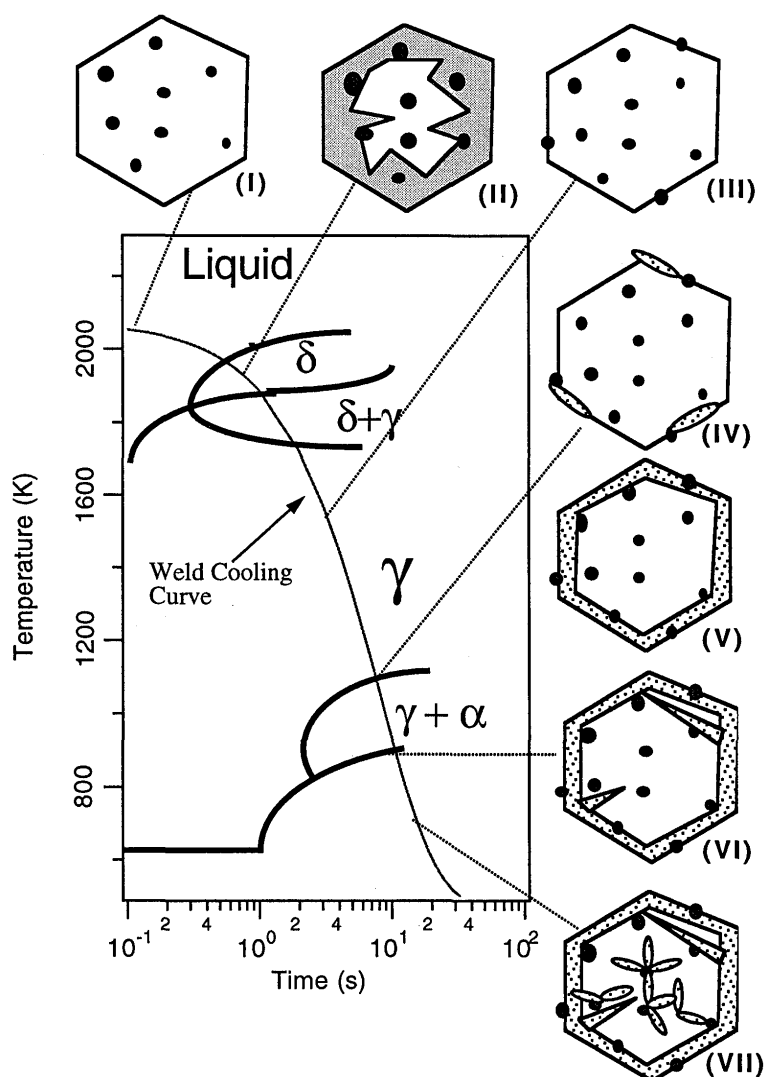 (I)
(II)
(III)
Liquid
2000
δ
δ+γ
(IV)
1600
Weld Cooling
Curve
γ
(V)
Temperature (K)
1200
γ + α
800
(VI)
10⁻¹ 2 4 10⁰ 2 4 10¹ 2 4 10²
Time (s)
(VII)